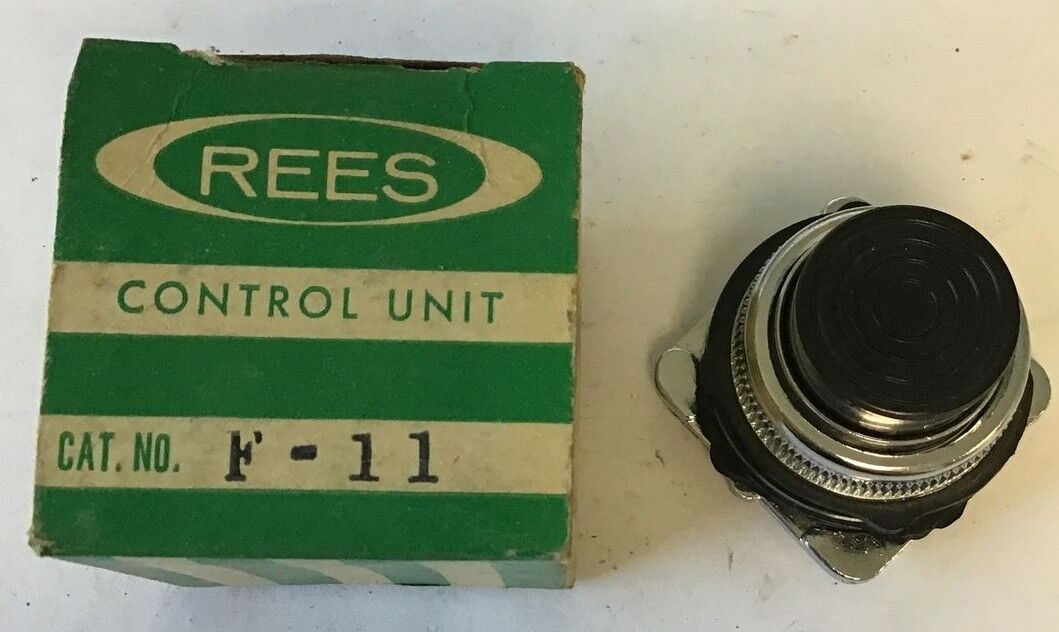 REES
CONTROL UNIT
CAT. NO. F-11